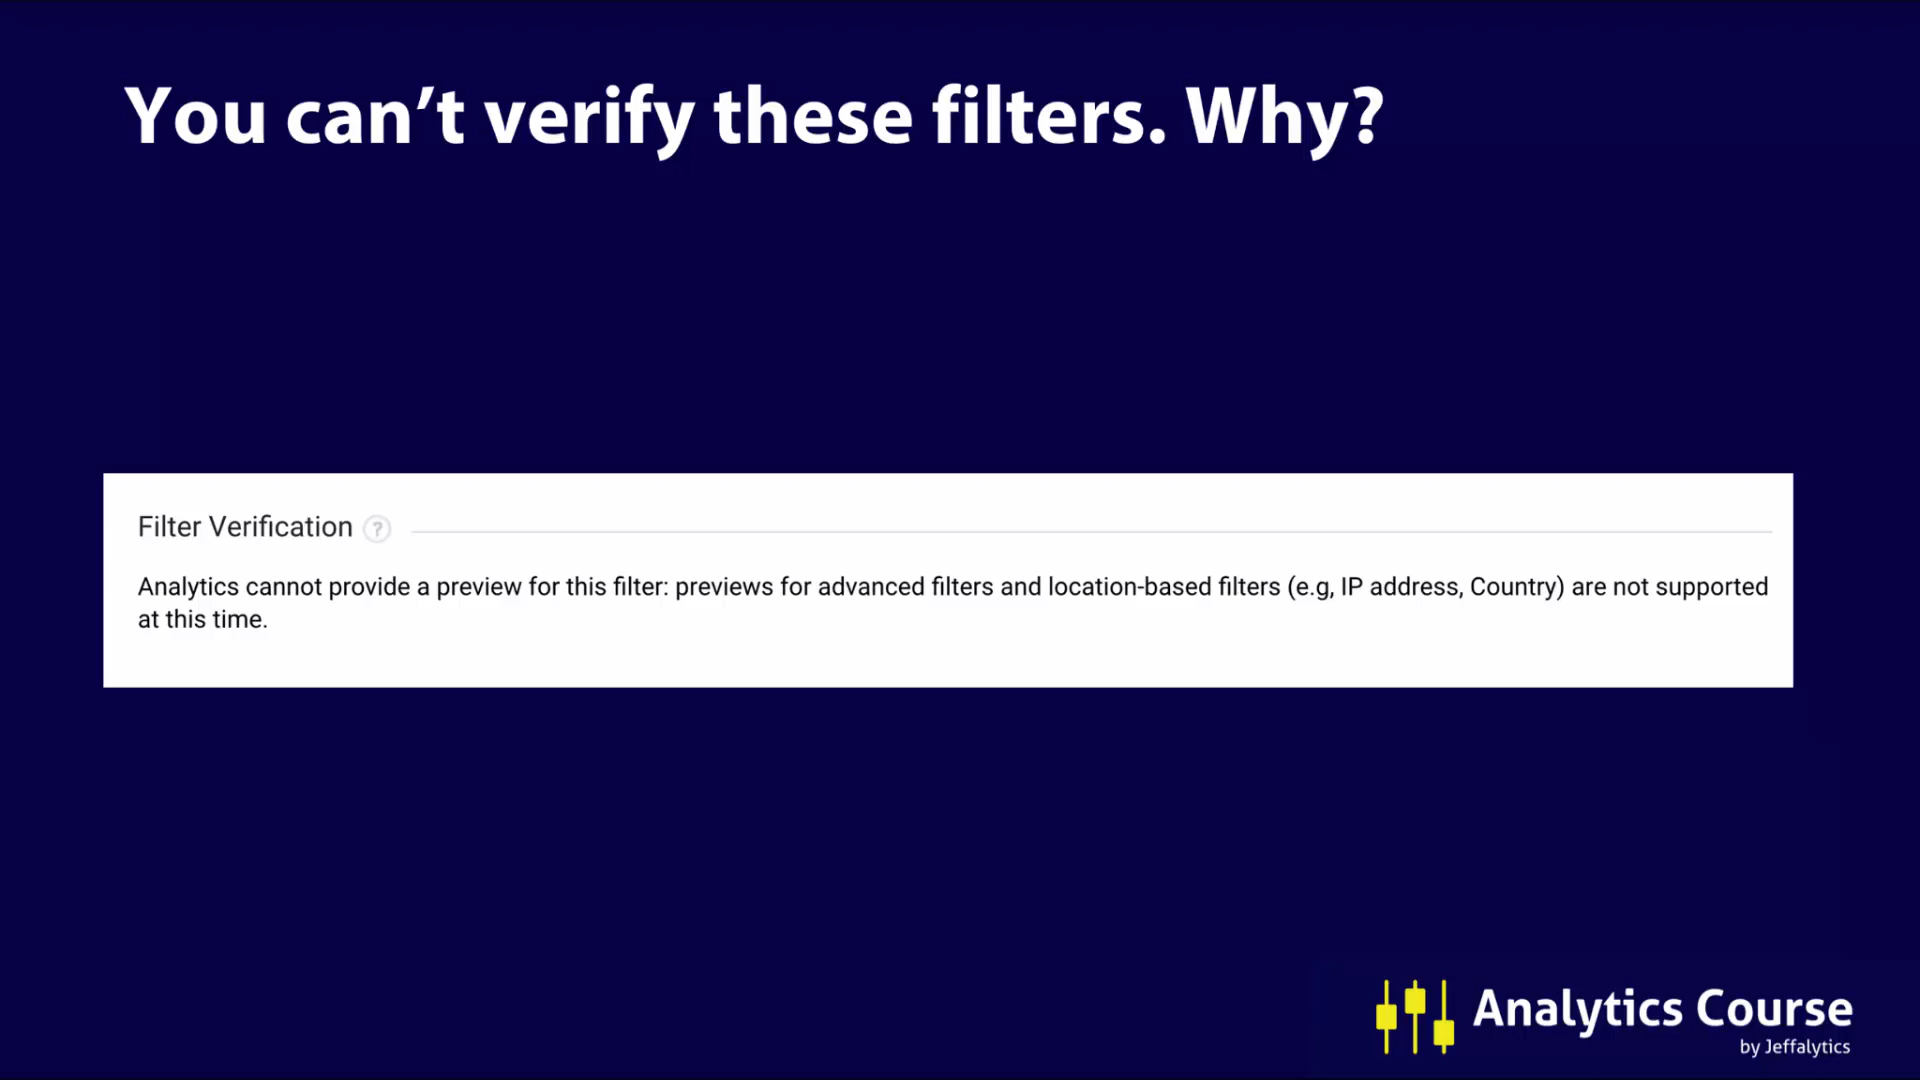 You can’t verify these filters. Why?
Filter Verification ?
Analytics cannot provide a preview for this filter: previews for advanced filters and location-based filters (e.g, IP address, Country) are not supported
at this time.
Analytics Course
by Jeffalytics